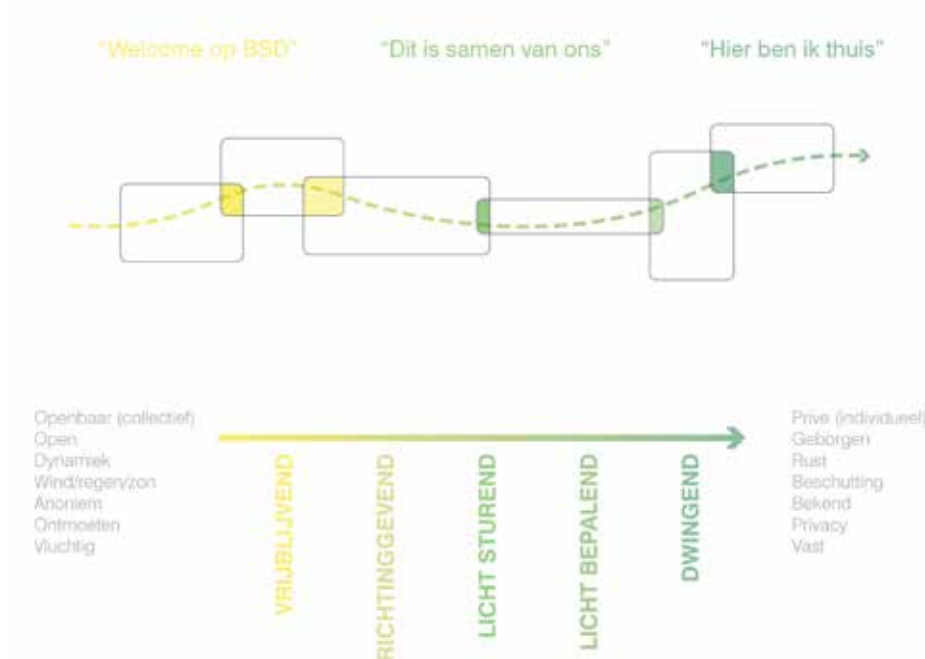 "Welcome op BSD"
"Dit is samen van ons"
"Hier ben ik thuis"
Openbaar (collectief)
Open
Dynamiek
Wind/regen/zon
Anoniem
Ontmoeten
Vluchtig
VRIJBLIJVEND
RICHTINGGEVEND
LICHT STUREND
LICHT BEPALEND
DWINGEND
Prive (individueel)
Geborgen
Rust
Beschutting
Bekend
Privacy
Vast